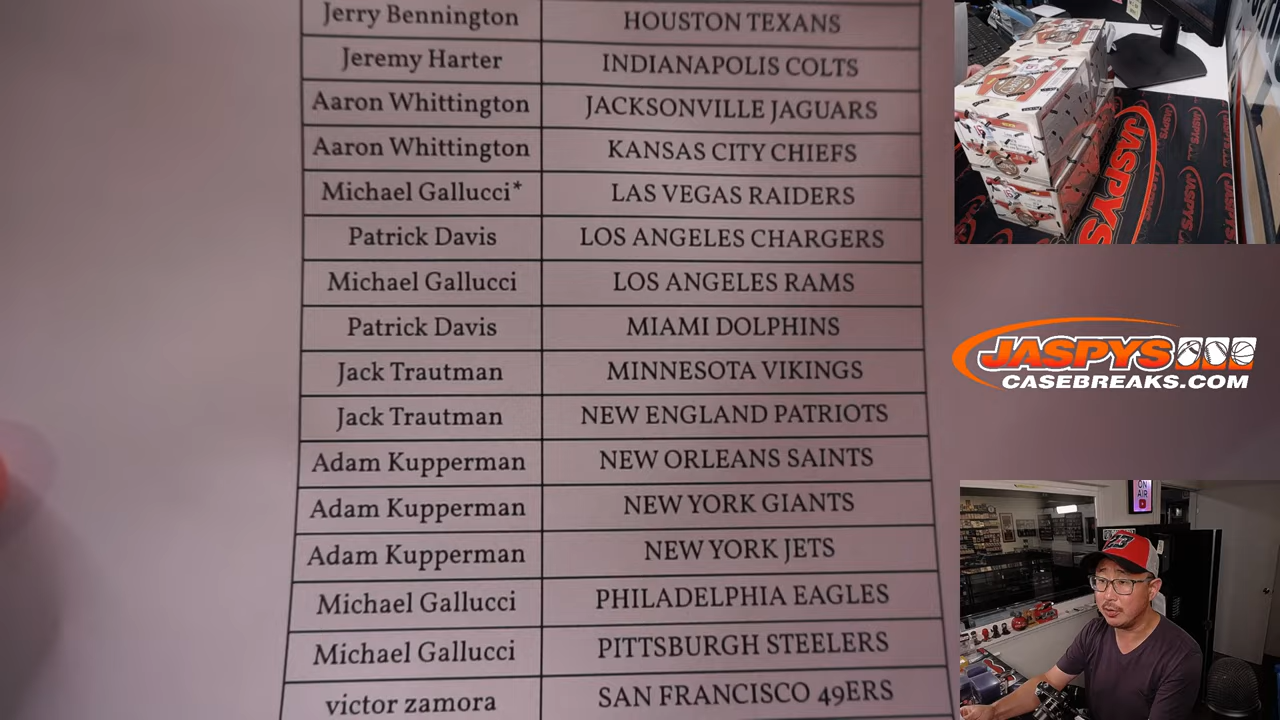 Jerry Bennington HOUSTON TEXANS
Jeremy Harter INDIANAPOLIS COLTS
Aaron Whittington JACKSONVILLE JAGUARS
Aaron Whittington KANSAS CITY CHIEFS
Michael Gallucci* LAS VEGAS RAIDERS
Patrick Davis LOS ANGELES CHARGERS
Michael Gallucci LOS ANGELES RAMS
Patrick Davis MIAMI DOLPHINS
Jack Trautman MINNESOTA VIKINGS
Jack Trautman NEW ENGLAND PATRIOTS
Adam Kupperman NEW ORLEANS SAINTS
Adam Kupperman NEW YORK GIANTS
Adam Kupperman NEW YORK JETS
Michael Gallucci PHILADELPHIA EAGLES
Michael Gallucci PITTSBURGH STEELERS
victor zamora SAN FRANCISCO 49ERS
JASPYS
JASPYS
CASEBREAKS.COM
ON
AIR
23